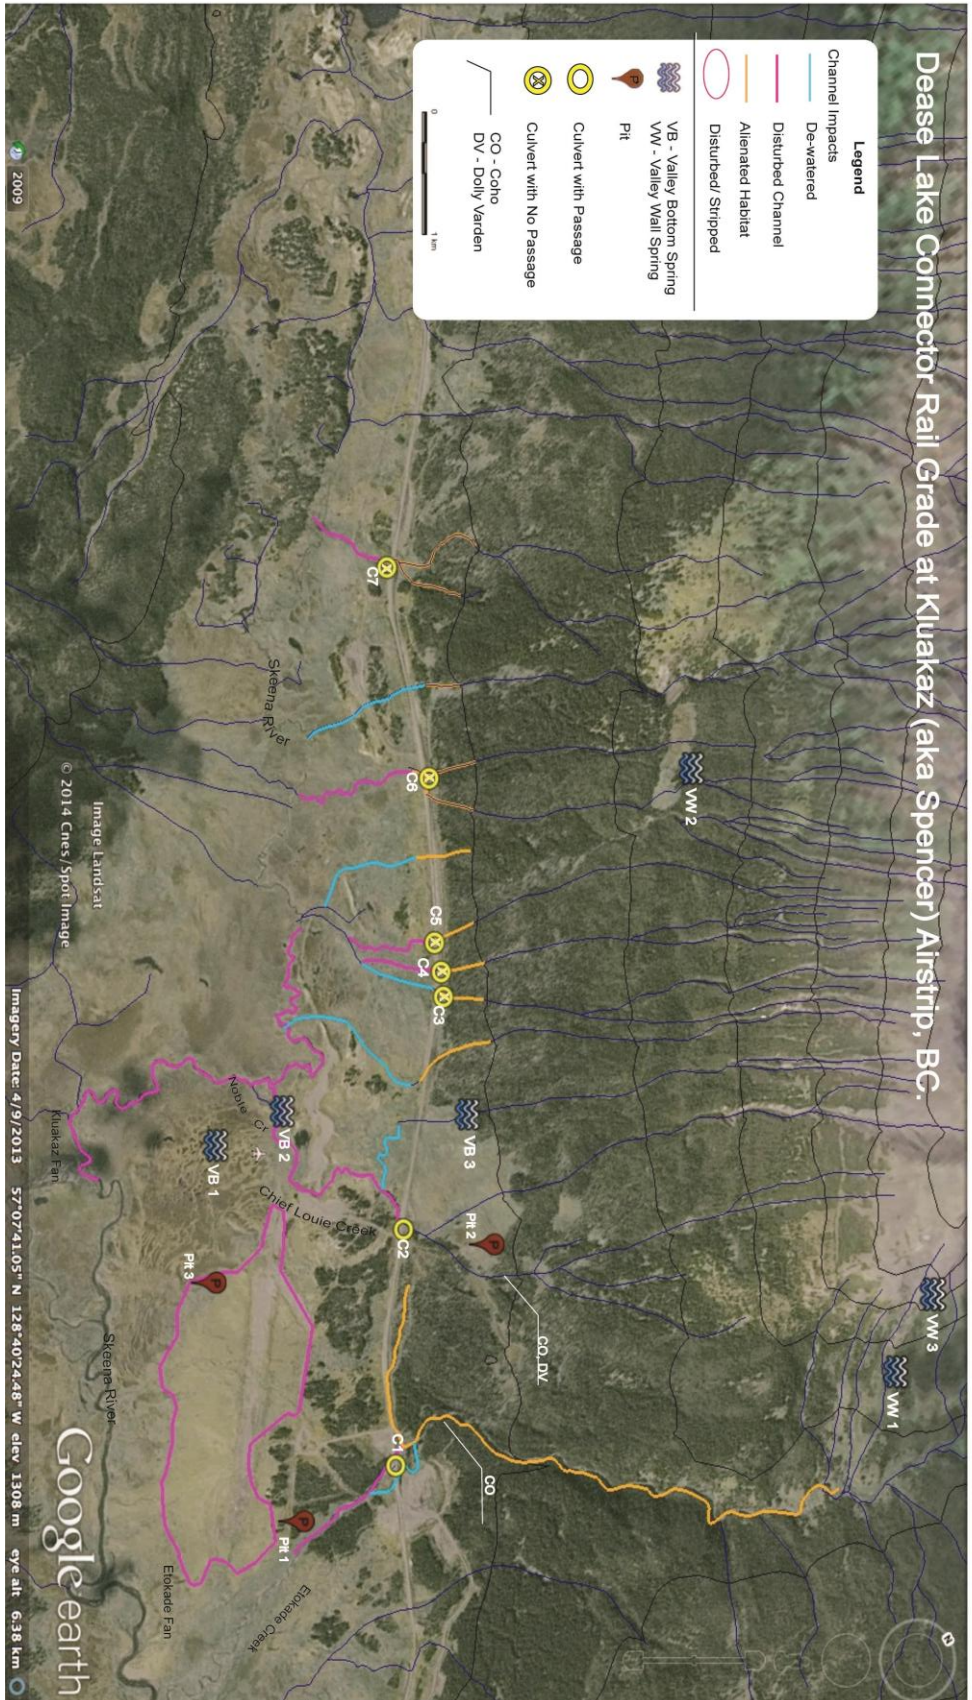 Dease Lake Connector Rail Grade at Kluakaz (aka Spencer) Airstrip, BC.
Legend
Channel Impacts
De-watered
Disturbed Channel
Alienated Habitat
Disturbed/ Stripped
VB - Valley Bottom Spring
VW - Valley Wall Spring
Pit
Culvert with Passage
Culvert with No Passage
CO - Coho
DV - Dolly Varden
0
1 km
N
VW 3
VW 1
VW 2
VB 3
Pit 2
P
CO, DV
CO
C7
C6
C5
C4
C3
C2
C1
Skeena River
VB 2
VB 1
Noble Cr
Chief Louie Creek
Pit 3
P
Pit 1
P
Etokade Creek
Etokade Fan
Kluakaz Fan
Skeena River
Image Landsat
© 2014 Cnes/Spot Image
Google earth
2009
Imagery Date: 4/9/2013 57°07'41.05" N 128°40'24.48" W elev 1308 m eye alt 6.38 km